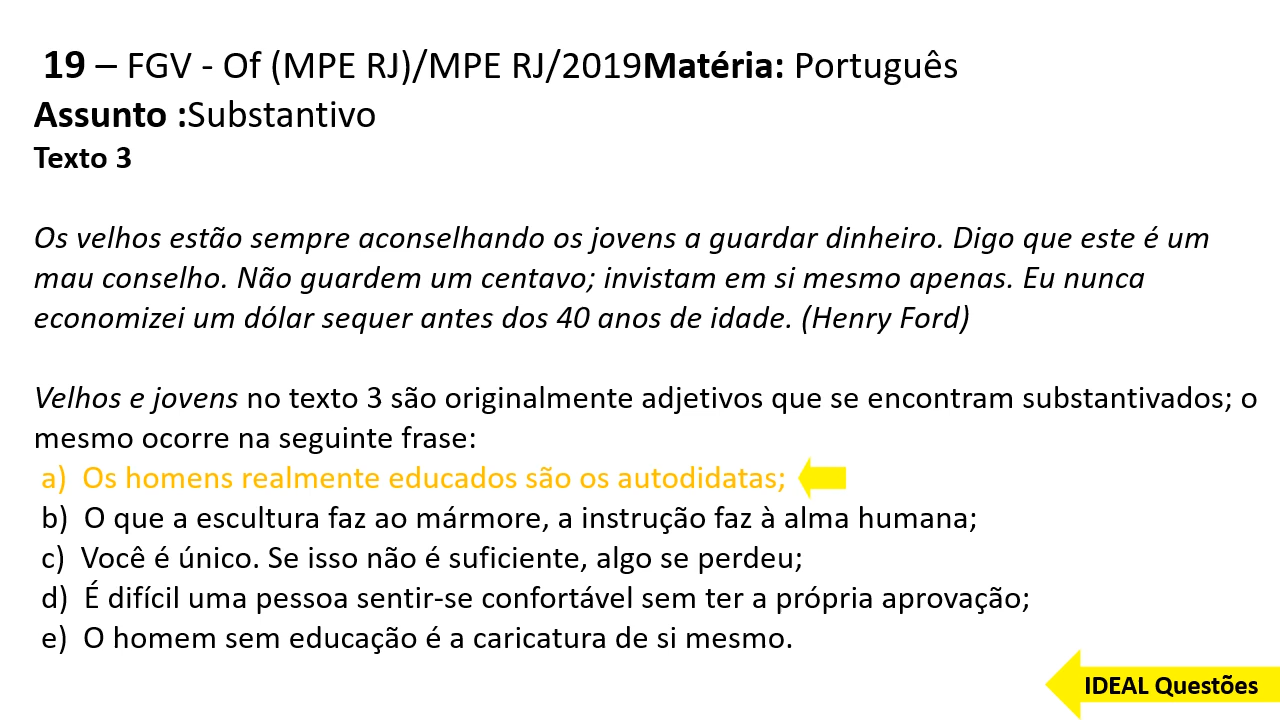 19 – FGV - Of (MPE RJ)/MPE RJ/2019Matéria: Português
Assunto :Substantivo
Texto 3
Os velhos estão sempre aconselhando os jovens a guardar dinheiro. Digo que este é um
mau conselho. Não guardem um centavo; invistam em si mesmo apenas. Eu nunca
economizei um dólar sequer antes dos 40 anos de idade. (Henry Ford)
Velhos e jovens no texto 3 são originalmente adjetivos que se encontram substantivados; o
mesmo ocorre na seguinte frase:
a) Os homens realmente educados são os autodidatas;
b) O que a escultura faz ao mármore, a instrução faz à alma humana;
c) Você é único. Se isso não é suficiente, algo se perdeu;
d) É difícil uma pessoa sentir-se confortável sem ter a própria aprovação;
e) O homem sem educação é a caricatura de si mesmo.
IDEAL Questões